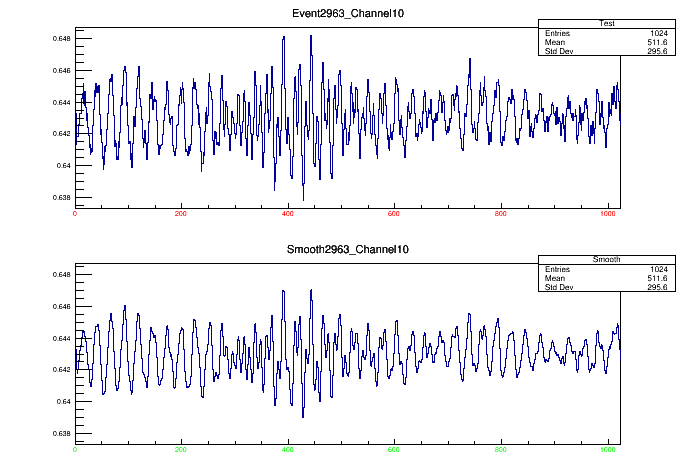 Event2963_Channel10
Test
Entries 1024
Mean 511.6
Std Dev 295.6
0.648
0.646
0.644
0.642
0.64
0.638
0 200 400 600 800 1000
Smooth2963_Channel10
Smooth
Entries 1024
Mean 511.6
Std Dev 295.6
0.648
0.646
0.644
0.642
0.64
0.638
0 200 400 600 800 1000